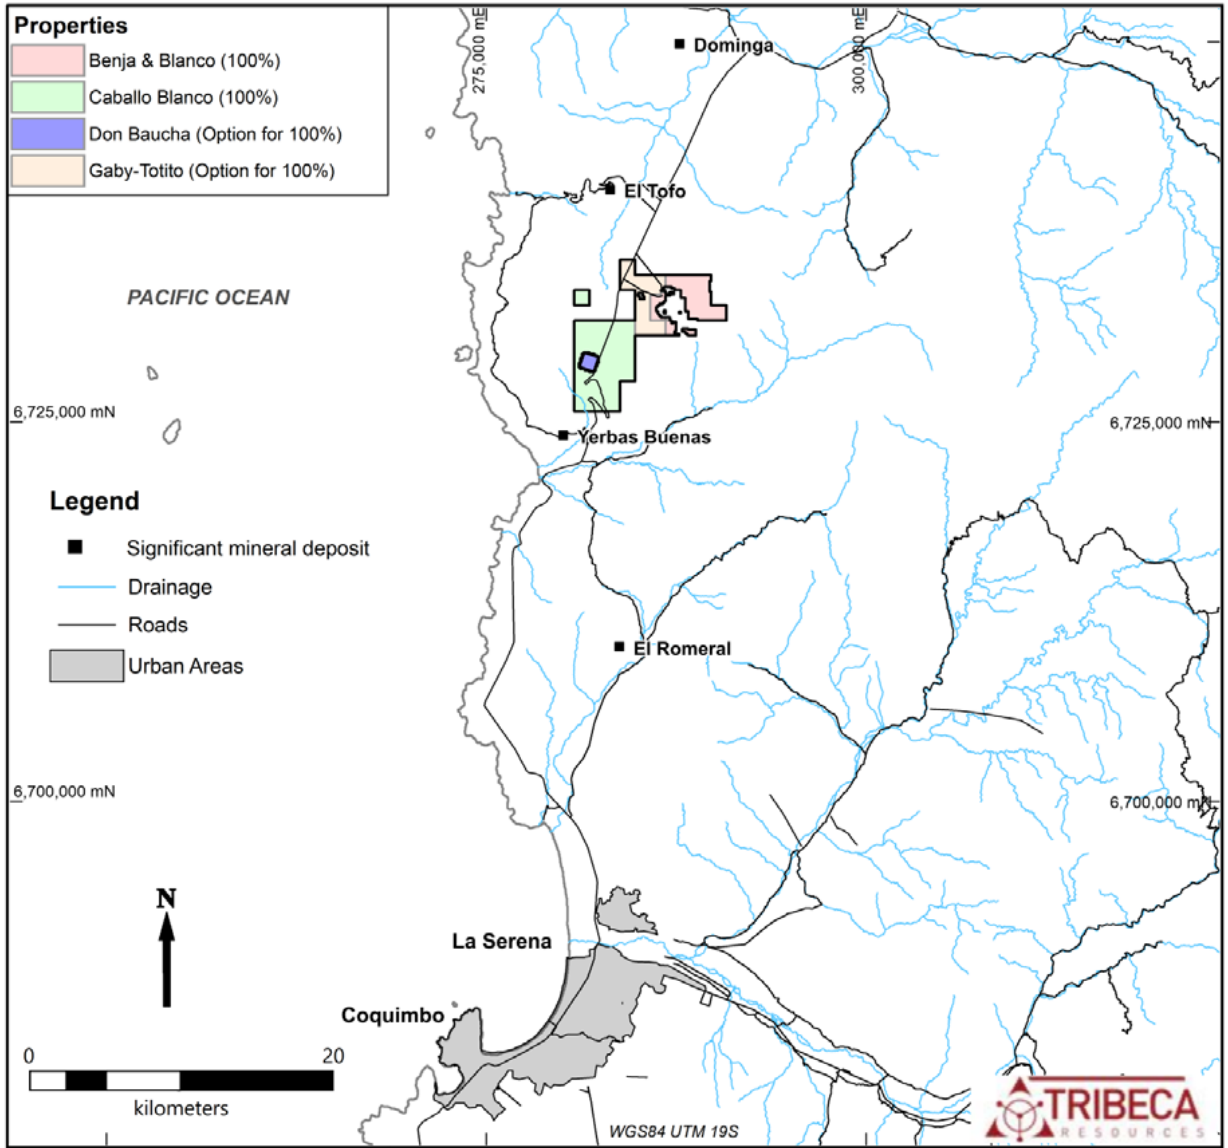 Properties
Benja & Blanco (100%)
Caballo Blanco (100%)
Don Baucha (Option for 100%)
Gaby-Totito (Option for 100%)
275,000 mE
300,000 mE
Dominga
El Tofo
PACIFIC OCEAN
6,725,000 mN
6,725,000 mN
Yerbas Buenas
Legend
Significant mineral deposit
Drainage
Roads
Urban Areas
El Romeral
6,700,000 mN
6,700,000 mN
N
La Serena
Coquimbo
0 20
kilometers
WGS84 UTM 19S
TRIBECA
RESOURCES